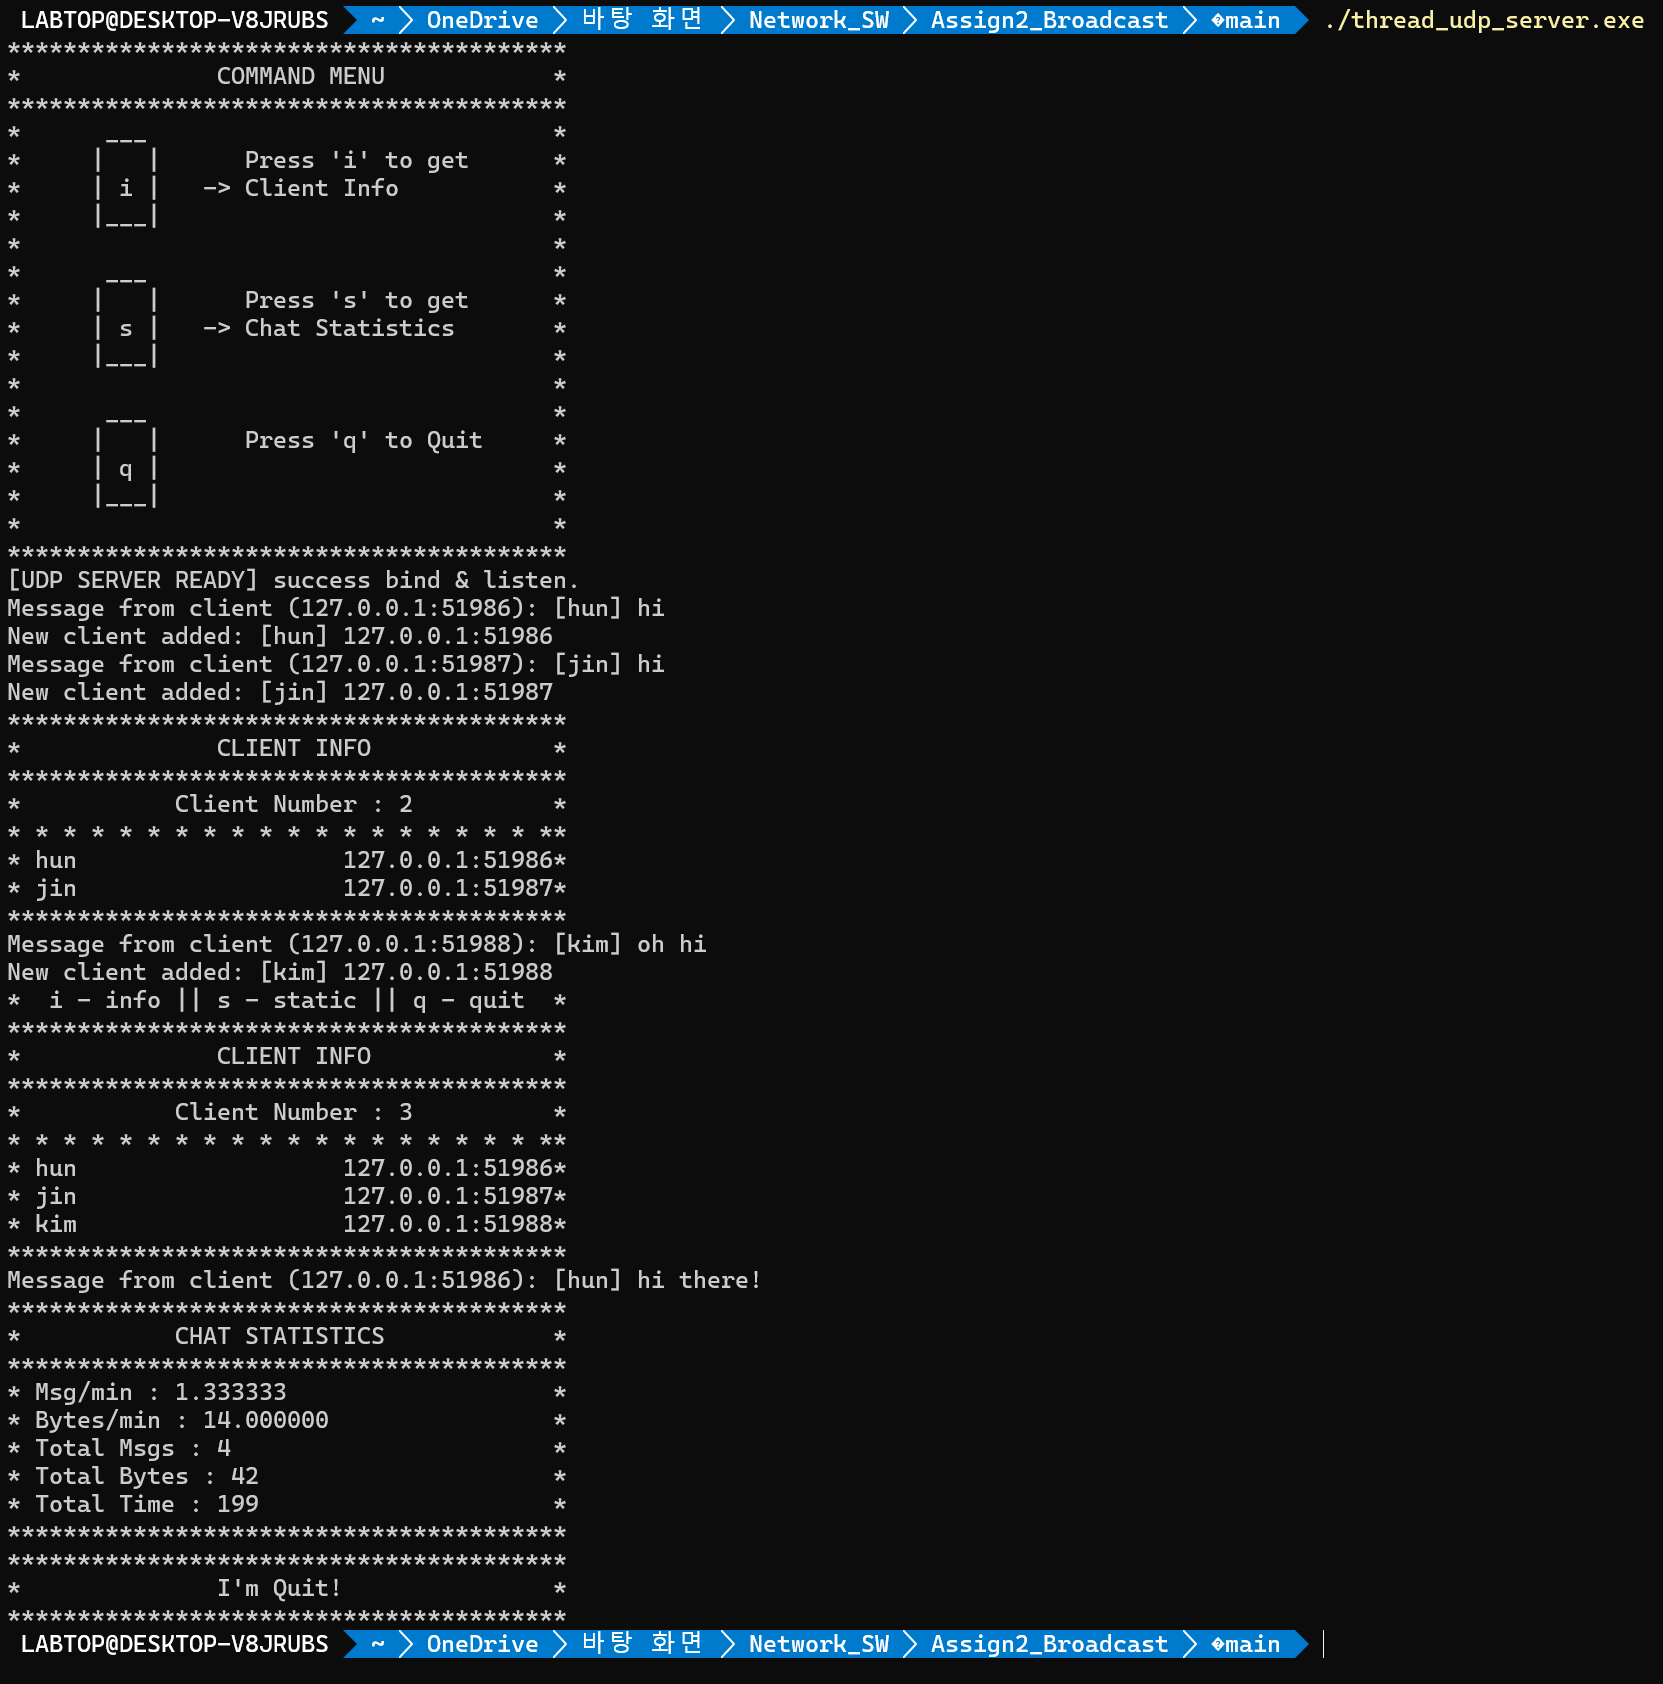 LABTOP@DESKTOP-V8JRUBS ~ OneDrive 바탕 화면 Network_SW Assign2_Broadcast �main ./thread_udp_server.exe
****************************************
*              COMMAND MENU            *
****************************************
*      ___                             *
*     |   |      Press 'i' to get      *
*     | i |   -> Client Info           *
*     |___|                            *
*                                      *
*      ___                             *
*     |   |      Press 's' to get      *
*     | s |   -> Chat Statistics       *
*     |___|                            *
*                                      *
*      ___                             *
*     |   |      Press 'q' to Quit     *
*     | q |                            *
*     |___|                            *
*                                      *
****************************************
[UDP SERVER READY] success bind & listen.
Message from client (127.0.0.1:51986): [hun] hi
New client added: [hun] 127.0.0.1:51986
Message from client (127.0.0.1:51987): [jin] hi
New client added: [jin] 127.0.0.1:51987
****************************************
*              CLIENT INFO             *
****************************************
*           Client Number : 2          *
* * * * * * * * * * * * * * * * * * * **
* hun                   127.0.0.1:51986*
* jin                   127.0.0.1:51987*
****************************************
Message from client (127.0.0.1:51988): [kim] oh hi
New client added: [kim] 127.0.0.1:51988
*  i - info || s - static || q - quit  *
****************************************
*              CLIENT INFO             *
****************************************
*           Client Number : 3          *
* * * * * * * * * * * * * * * * * * * **
* hun                   127.0.0.1:51986*
* jin                   127.0.0.1:51987*
* kim                   127.0.0.1:51988*
****************************************
Message from client (127.0.0.1:51986): [hun] hi there!
****************************************
*           CHAT STATISTICS            *
****************************************
* Msg/min : 1.333333                   *
* Bytes/min : 14.000000                *
* Total Msgs : 4                       *
* Total Bytes : 42                     *
* Total Time : 199                     *
****************************************
****************************************
*              I'm Quit!               *
****************************************
LABTOP@DESKTOP-V8JRUBS ~ OneDrive 바탕 화면 Network_SW Assign2_Broadcast �main